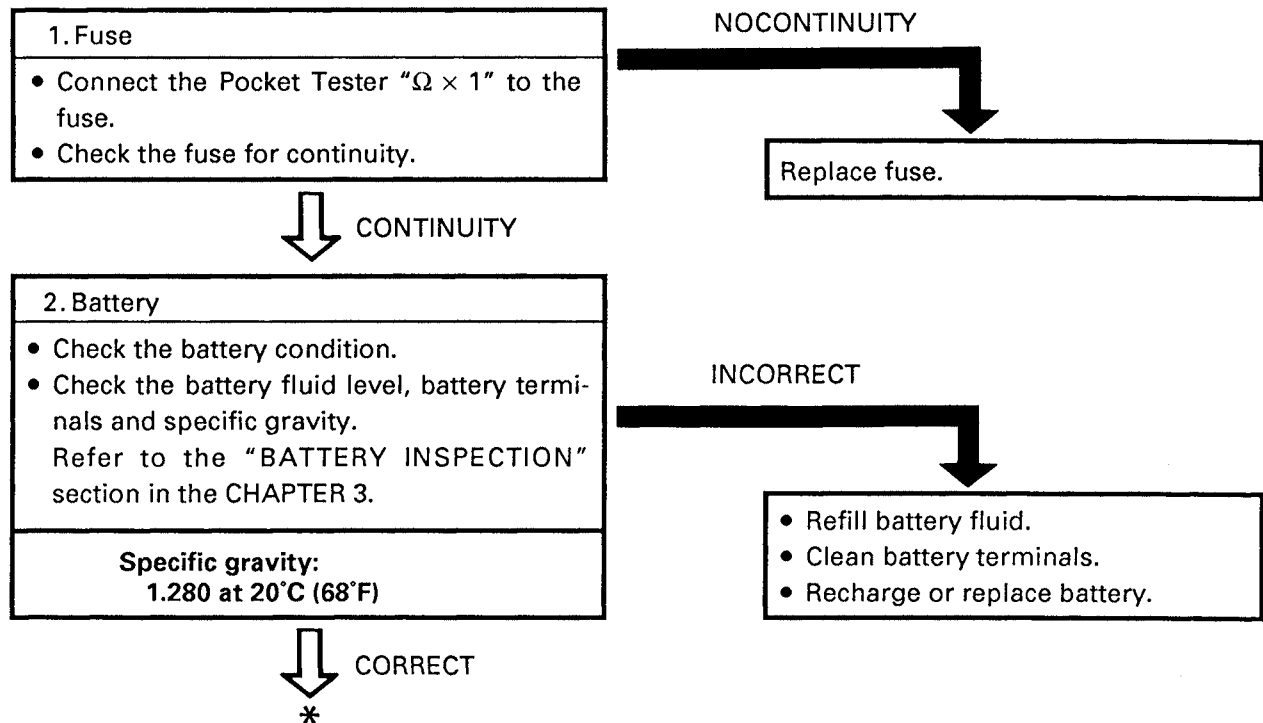 1. Fuse
• Connect the Pocket Tester “Ω × 1” to the
fuse.
• Check the fuse for continuity.
NOCONTINUITY
Replace fuse.
CONTINUITY
2. Battery
• Check the battery condition.
• Check the battery fluid level, battery termi-
nals and specific gravity.
Refer to the “BATTERY INSPECTION”
section in the CHAPTER 3.
Specific gravity:
1.280 at 20°C (68°F)
INCORRECT
• Refill battery fluid.
• Clean battery terminals.
• Recharge or replace battery.
CORRECT
*